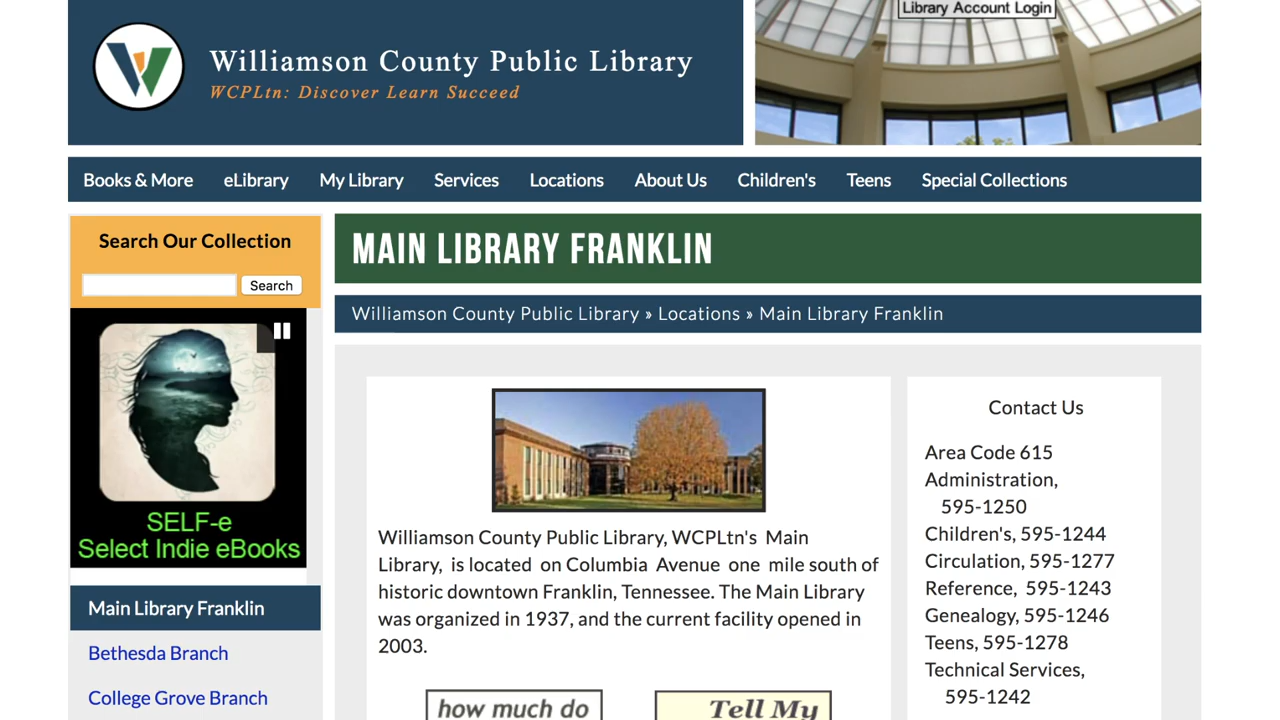 Library Account Login
Williamson County Public Library
WCPLtn: Discover Learn Succeed
Books & More eLibrary My Library Services Locations About Us Children's Teens Special Collections
Search Our Collection
Search
SELF-e
Select Indie eBooks
Main Library Franklin
Bethesda Branch
College Grove Branch
MAIN LIBRARY FRANKLIN
Williamson County Public Library » Locations » Main Library Franklin
Williamson County Public Library, WCPLtn's Main
Library, is located on Columbia Avenue one mile south of
historic downtown Franklin, Tennessee. The Main Library
was organized in 1937, and the current facility opened in
2003.
how much do
Tell My
Contact Us
Area Code 615
Administration,
595-1250
Children's, 595-1244
Circulation, 595-1277
Reference, 595-1243
Genealogy, 595-1246
Teens, 595-1278
Technical Services,
595-1242